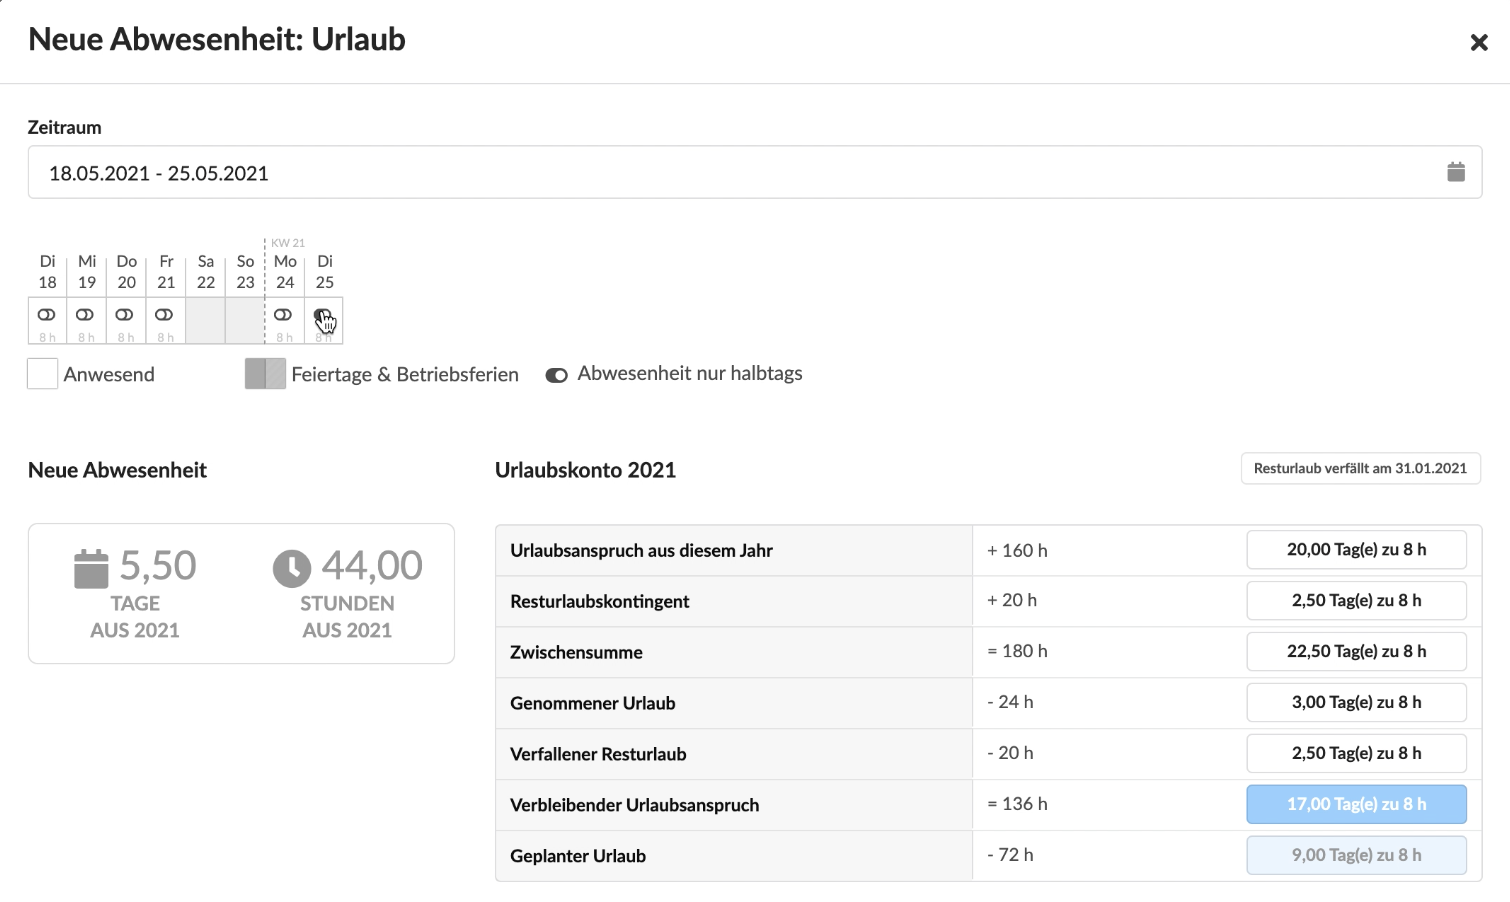 Neue Abwesenheit: Urlaub
Zeitraum
18.05.2021 - 25.05.2021
KW 21
Di Mi Do Fr Sa So Mo Di
18 19 20 21 22 23 24 25
8 h 8 h 8 h 8 h 8 h 8 h
Anwesend Feiertage & Betriebsferien Abwesenheit nur halbtags
Neue Abwesenheit
5,50 44,00
TAGE STUNDEN
AUS 2021 AUS 2021
Urlaubskonto 2021 Resturlaub verfällt am 31.01.2021
Urlaubsanspruch aus diesem Jahr + 160 h 20,00 Tag(e) zu 8 h
Resturlaubskontingent + 20 h 2,50 Tag(e) zu 8 h
Zwischensumme = 180 h 22,50 Tag(e) zu 8 h
Genommener Urlaub - 24 h 3,00 Tag(e) zu 8 h
Verfallener Resturlaub - 20 h 2,50 Tag(e) zu 8 h
Verbleibender Urlaubsanspruch = 136 h 17,00 Tag(e) zu 8 h
Geplanter Urlaub - 72 h 9,00 Tag(e) zu 8 h